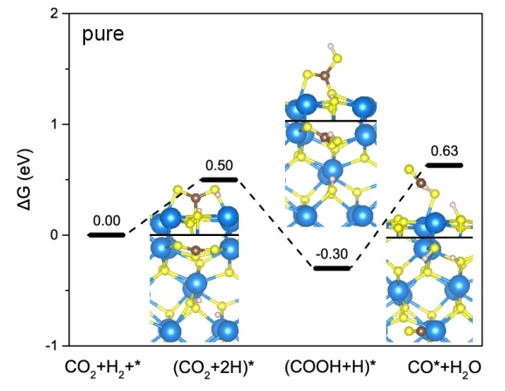 pure
ΔG (eV)
2
1
0
-1
0.00
0.50
-0.30
0.63
CO₂+H₂+*
(CO₂+2H)*
(COOH+H)*
CO*+H₂O